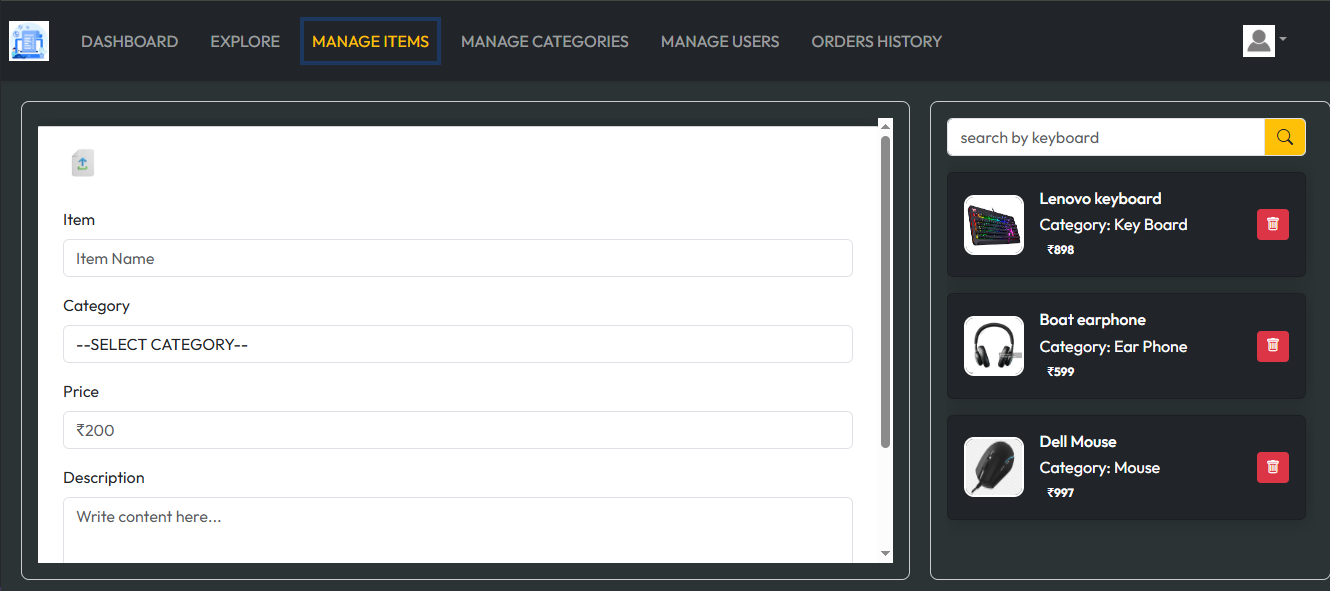 DASHBOARD EXPLORE MANAGE ITEMS MANAGE CATEGORIES MANAGE USERS ORDERS HISTORY
Item
Item Name
Category
--SELECT CATEGORY--
Price
₹200
Description
Write content here...
search by keyboard
Lenovo keyboard
Category: Key Board
₹898
Boat earphone
Category: Ear Phone
₹599
Dell Mouse
Category: Mouse
₹997